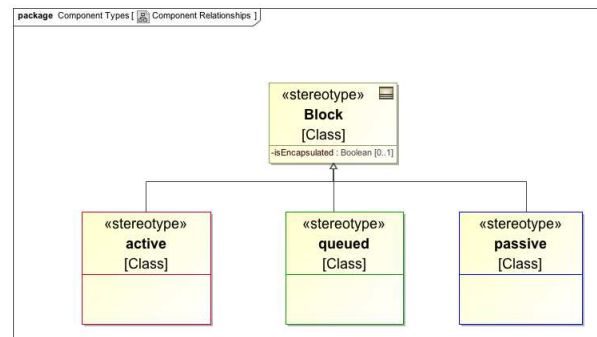 package Component Types [ Component Relationships ]
«stereotype»
Block
[Class]
-isEncapsulated : Boolean [0..1]
«stereotype»
active
[Class]
«stereotype»
queued
[Class]
«stereotype»
passive
[Class]